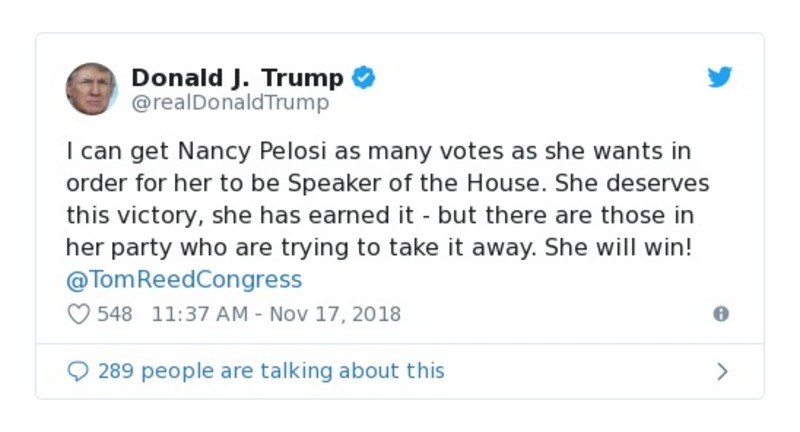 Donald J. Trump
@realDonaldTrump
I can get Nancy Pelosi as many votes as she wants in
order for her to be Speaker of the House. She deserves
this victory, she has earned it - but there are those in
her party who are trying to take it away. She will win!
@TomReedCongress
548 11:37 AM - Nov 17, 2018
289 people are talking about this